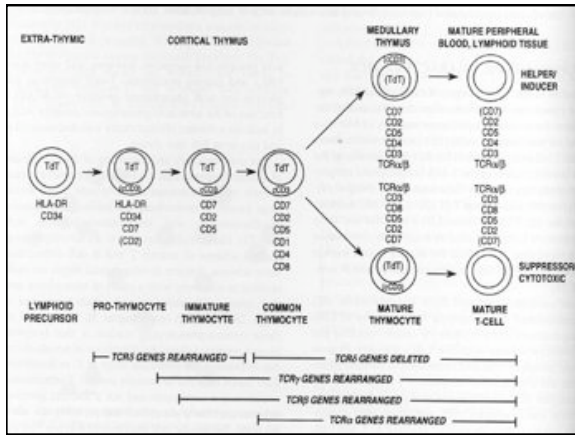 EXTRA-THYMIC
CORTICAL THYMUS
MEDULLARY
THYMUS
MATURE PERIPHERAL
BLOOD, LYMPHOID TISSUE
(cCD3)
(TdT)
HELPER/
INDUCER
CD7
CD2
CD5
CD4
CD3
TCRα/β
(CD7)
CD2
CD5
CD4
CD3
TCRα/β
TdT
HLA-DR
CD34
TdT
(cCD3)
HLA-DR
CD34
CD7
(CD2)
TdT
cCD3
CD7
CD2
CD5
TdT
cCD3
CD7
CD2
CD5
CD1
CD4
CD8
TCRα/β
CD3
CD8
CD5
CD2
CD7
(TdT)
(cCD3)
TCRα/β
CD3
CD8
CD5
CD2
(CD7)
SUPPRESSOR/
CYTOTOXIC
LYMPHOID
PRECURSOR
PRO-THYMOCYTE
IMMATURE
THYMOCYTE
COMMON
THYMOCYTE
MATURE
THYMOCYTE
MATURE
T-CELL
TCRδ GENES REARRANGED
TCRδ GENES DELETED
TCRγ GENES REARRANGED
TCRβ GENES REARRANGED
TCRα GENES REARRANGED